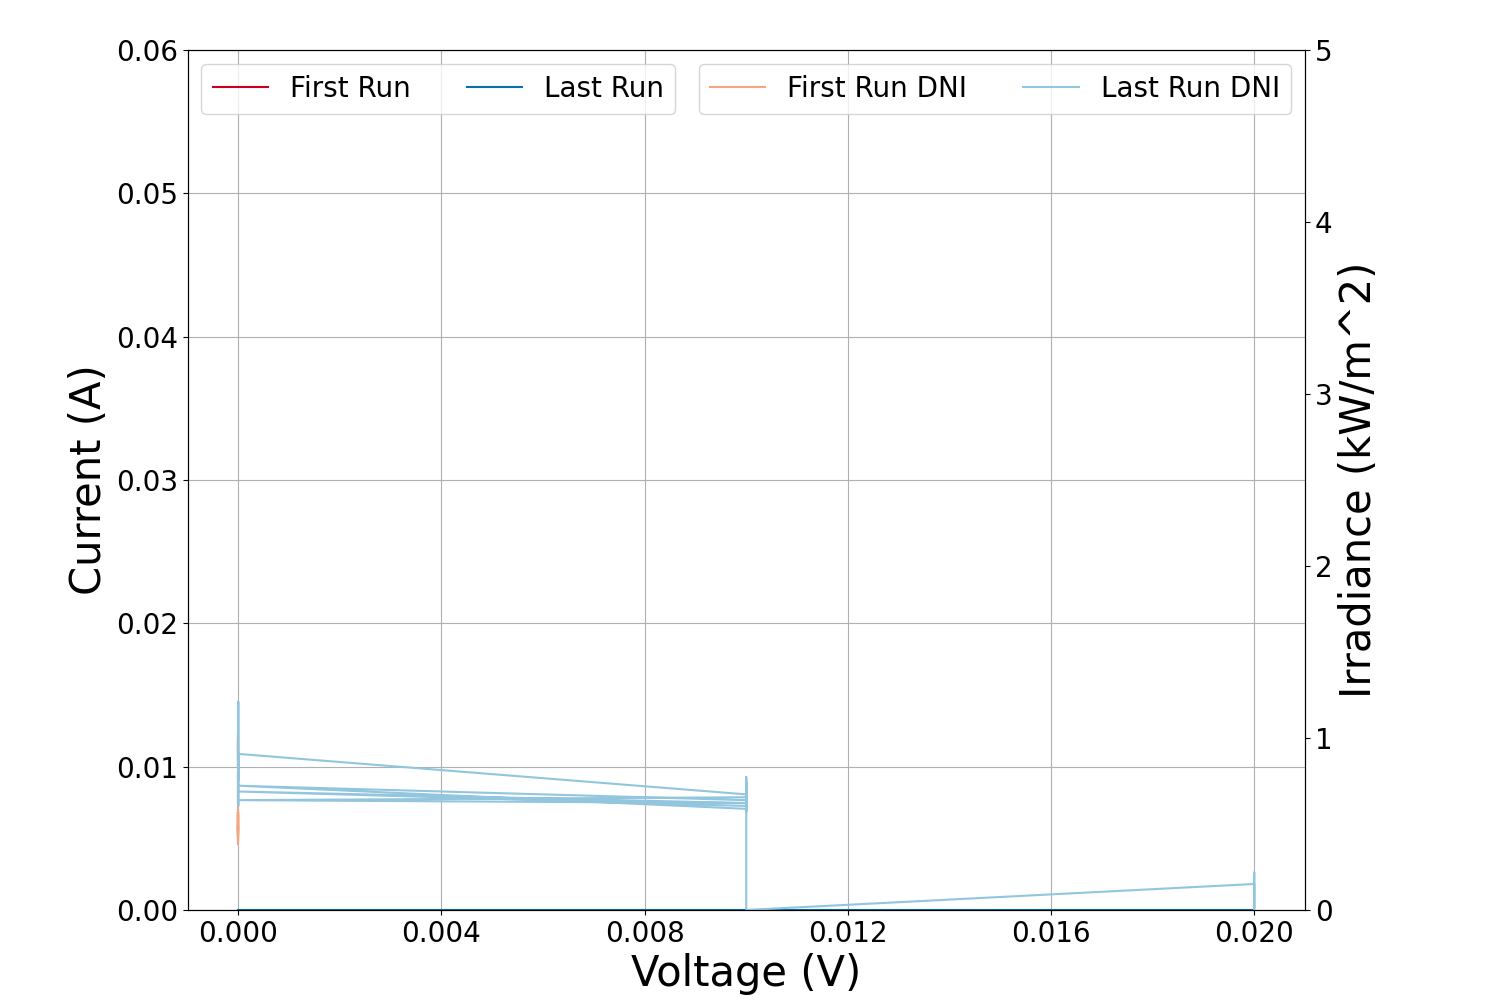 First Run
Last Run
First Run DNI
Last Run DNI
0.06
0.05
0.04
0.03
0.02
0.01
0.00
Current (A)
5
4
3
2
1
0
Irradiance (kW/m^2)
0.000
0.004
0.008
0.012
0.016
0.020
Voltage (V)